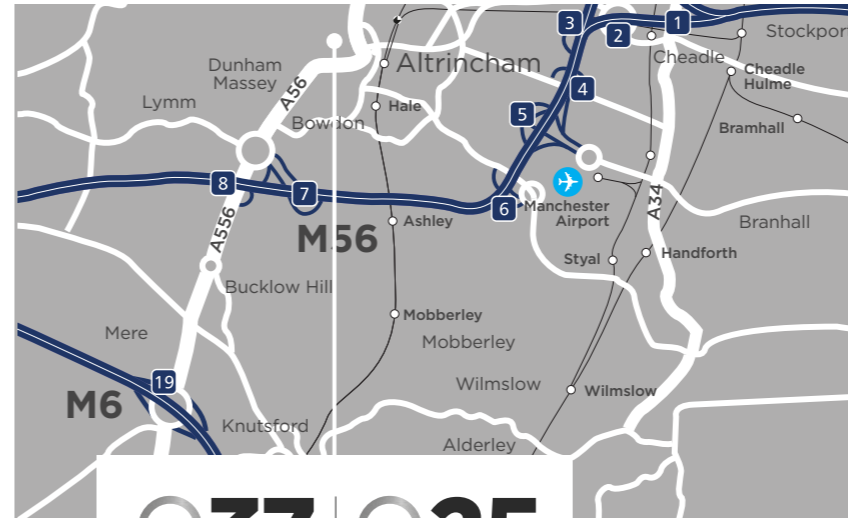 3
1
2
Stockport
Dunham
Massey
Altrincham
Cheadle
Cheadle
Hulme
A56
4
Lymm
Hale
5
Bowdon
Bramhall
8
7
6
Manchester
Airport
A34
A556
M56
Ashley
Branhall
Styal
Handforth
Bucklow Hill
Mobberley
Mere
Mobberley
19
Wilmslow
Wilmslow
M6
Knutsford
Alderley